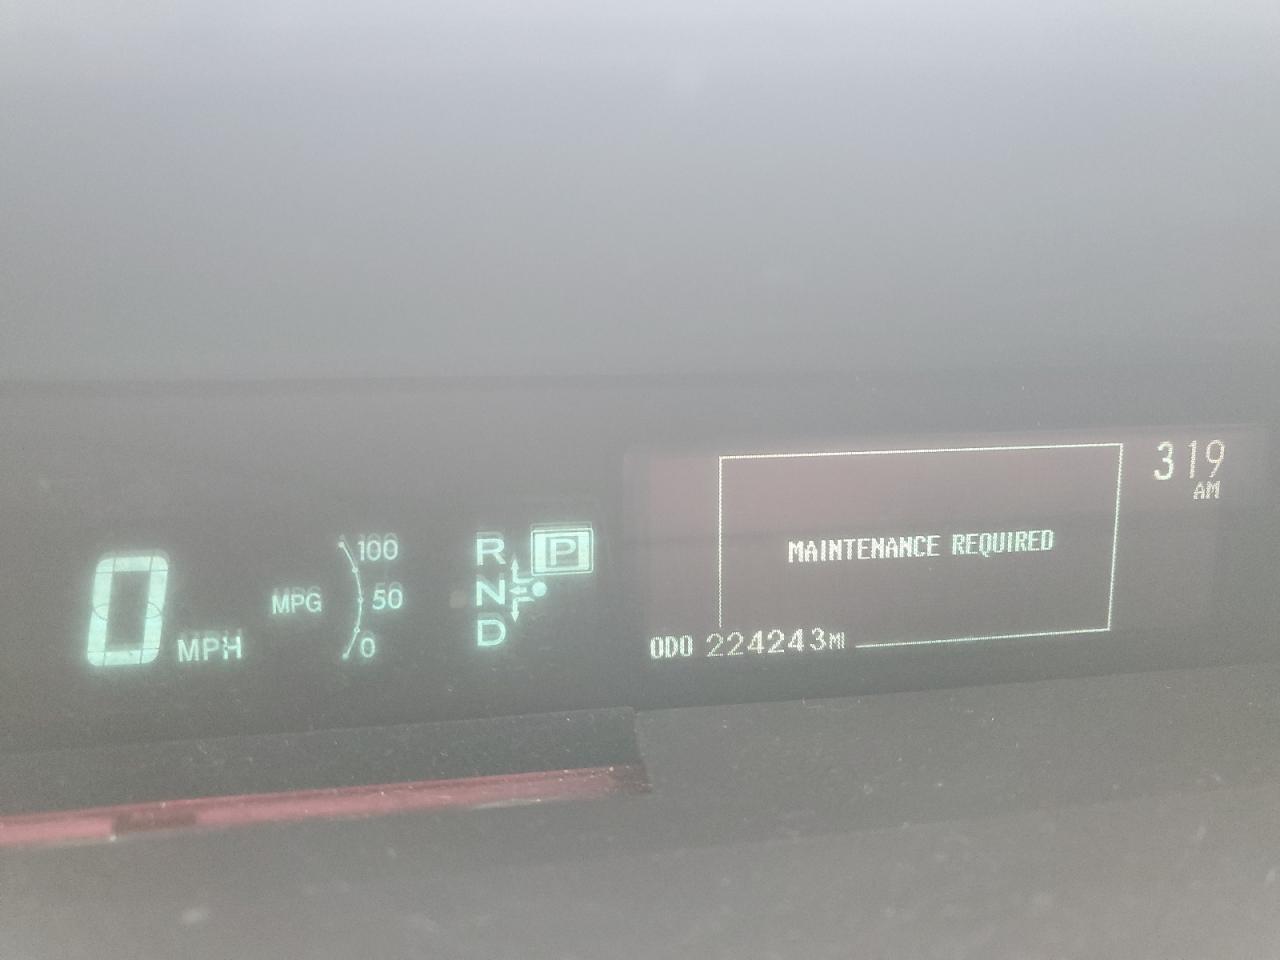 319
AM
MAINTENANCE REQUIRED
ODO 224243MI
0 MPH
MPG
100
50
0
R
P
N
D